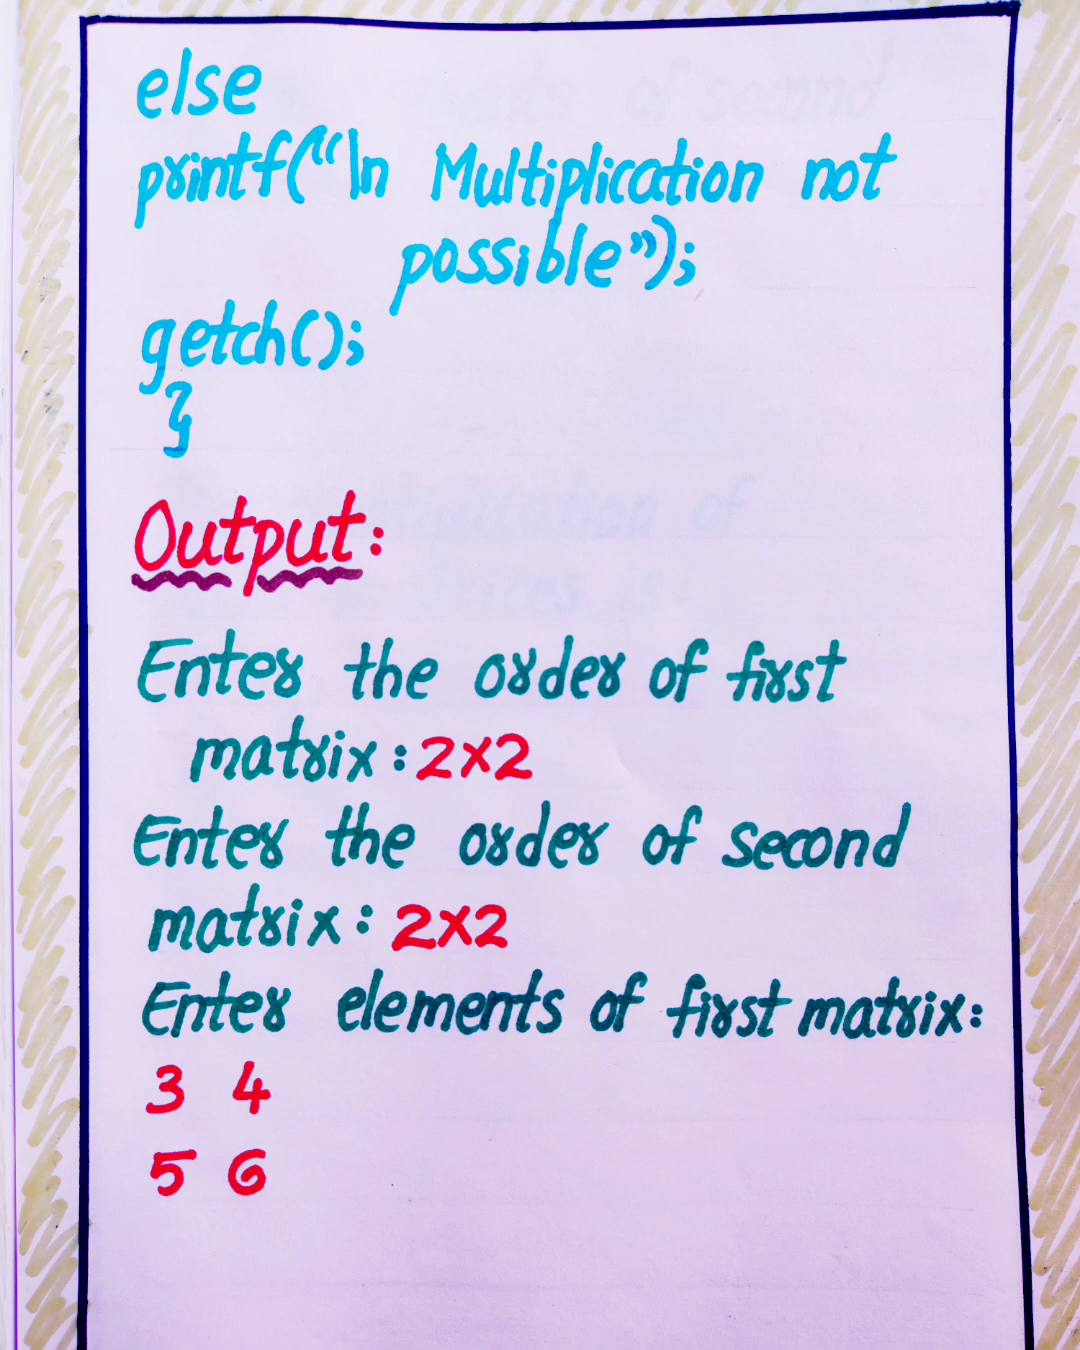 else
printf("\n Multiplication not
possible");
getch();
}
Output:
Enter the order of first
matrix: 2x2
Enter the order of second
matrix: 2x2
Enter elements of first matrix:
3 4
5 6